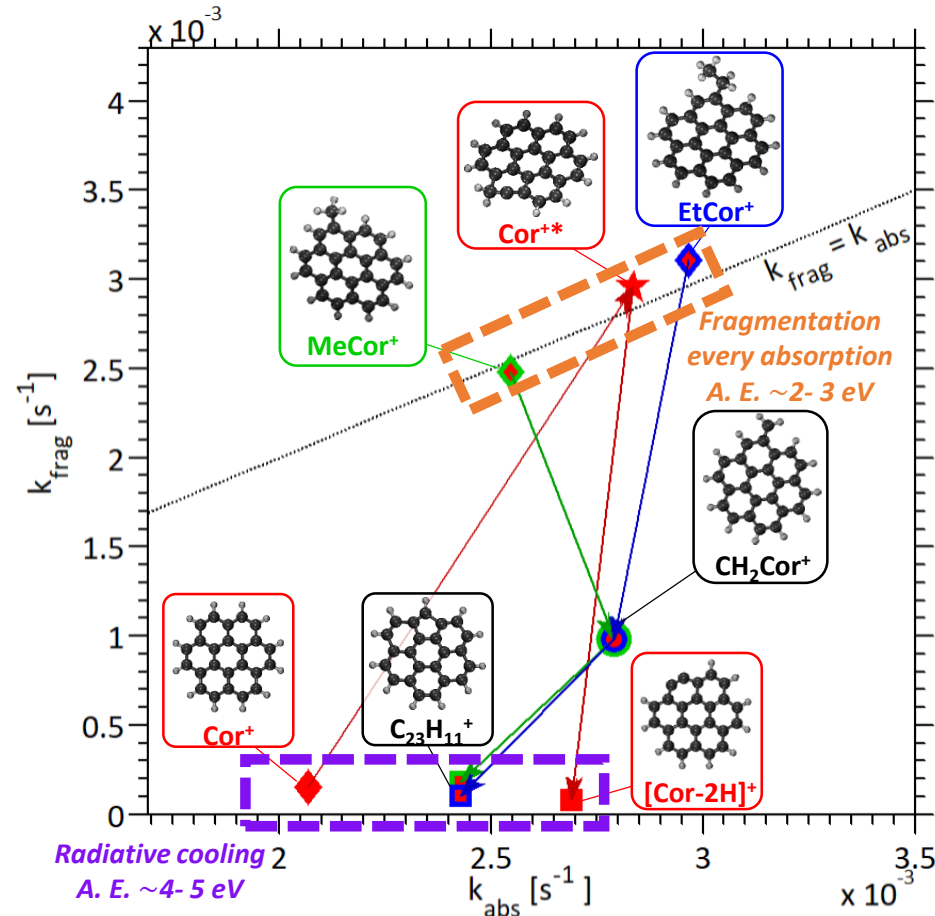 x 10⁻³
4
3.5
3
2.5
2
1.5
1
0.5
0
k_frag [s⁻¹]
EtCor⁺
Cor⁺*
MeCor⁺
k_frag = k_abs
Fragmentation
every absorption
A. E. ~2- 3 eV
CH₂Cor⁺
Cor⁺
C₂₃H₁₁⁺
[Cor-2H]⁺
2
2.5
3
3.5
Radiative cooling
A. E. ~4- 5 eV
k_abs [s⁻¹]
x 10⁻³